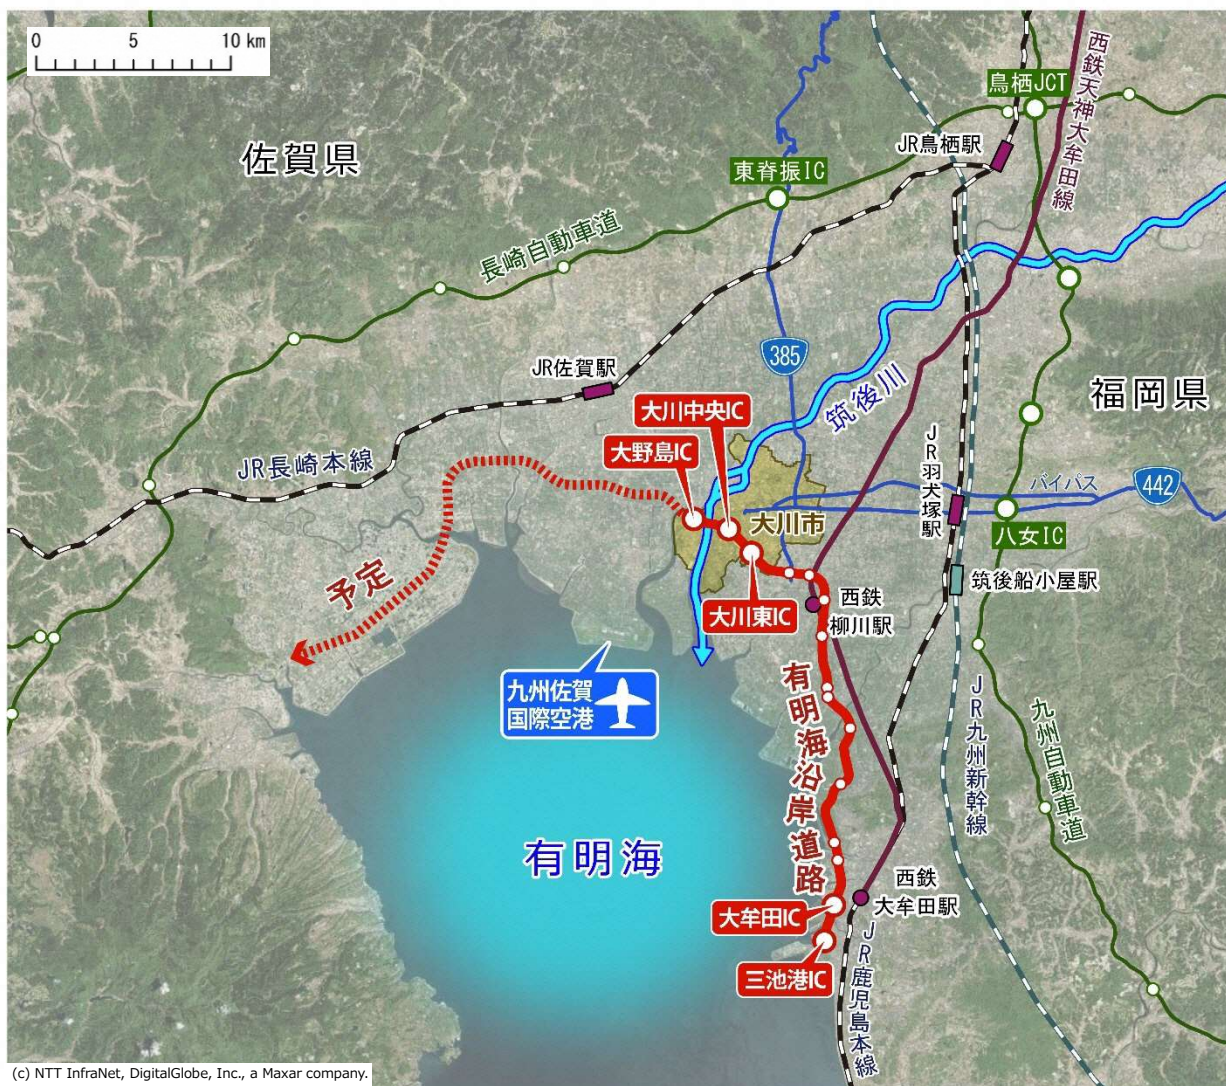 0 5 10 km
佐賀県
鳥栖JCT
西鉄天神大牟田線
JR鳥栖駅
東脊振IC
長崎自動車道
385
JR佐賀駅
筑後川
福岡県
大川中央IC
大野島IC
JR長崎本線
JR羽犬塚駅
バイパス
442
大川市
八女IC
予定
大川東IC
西鉄
柳川駅
筑後船小屋駅
九州佐賀
国際空港
有明海沿岸道路
JR九州新幹線
九州自動車道
有明海
西鉄
大牟田駅
大牟田IC
三池港IC
JR鹿児島本線
(c) NTT InfraNet, DigitalGlobe, Inc., a Maxar company.